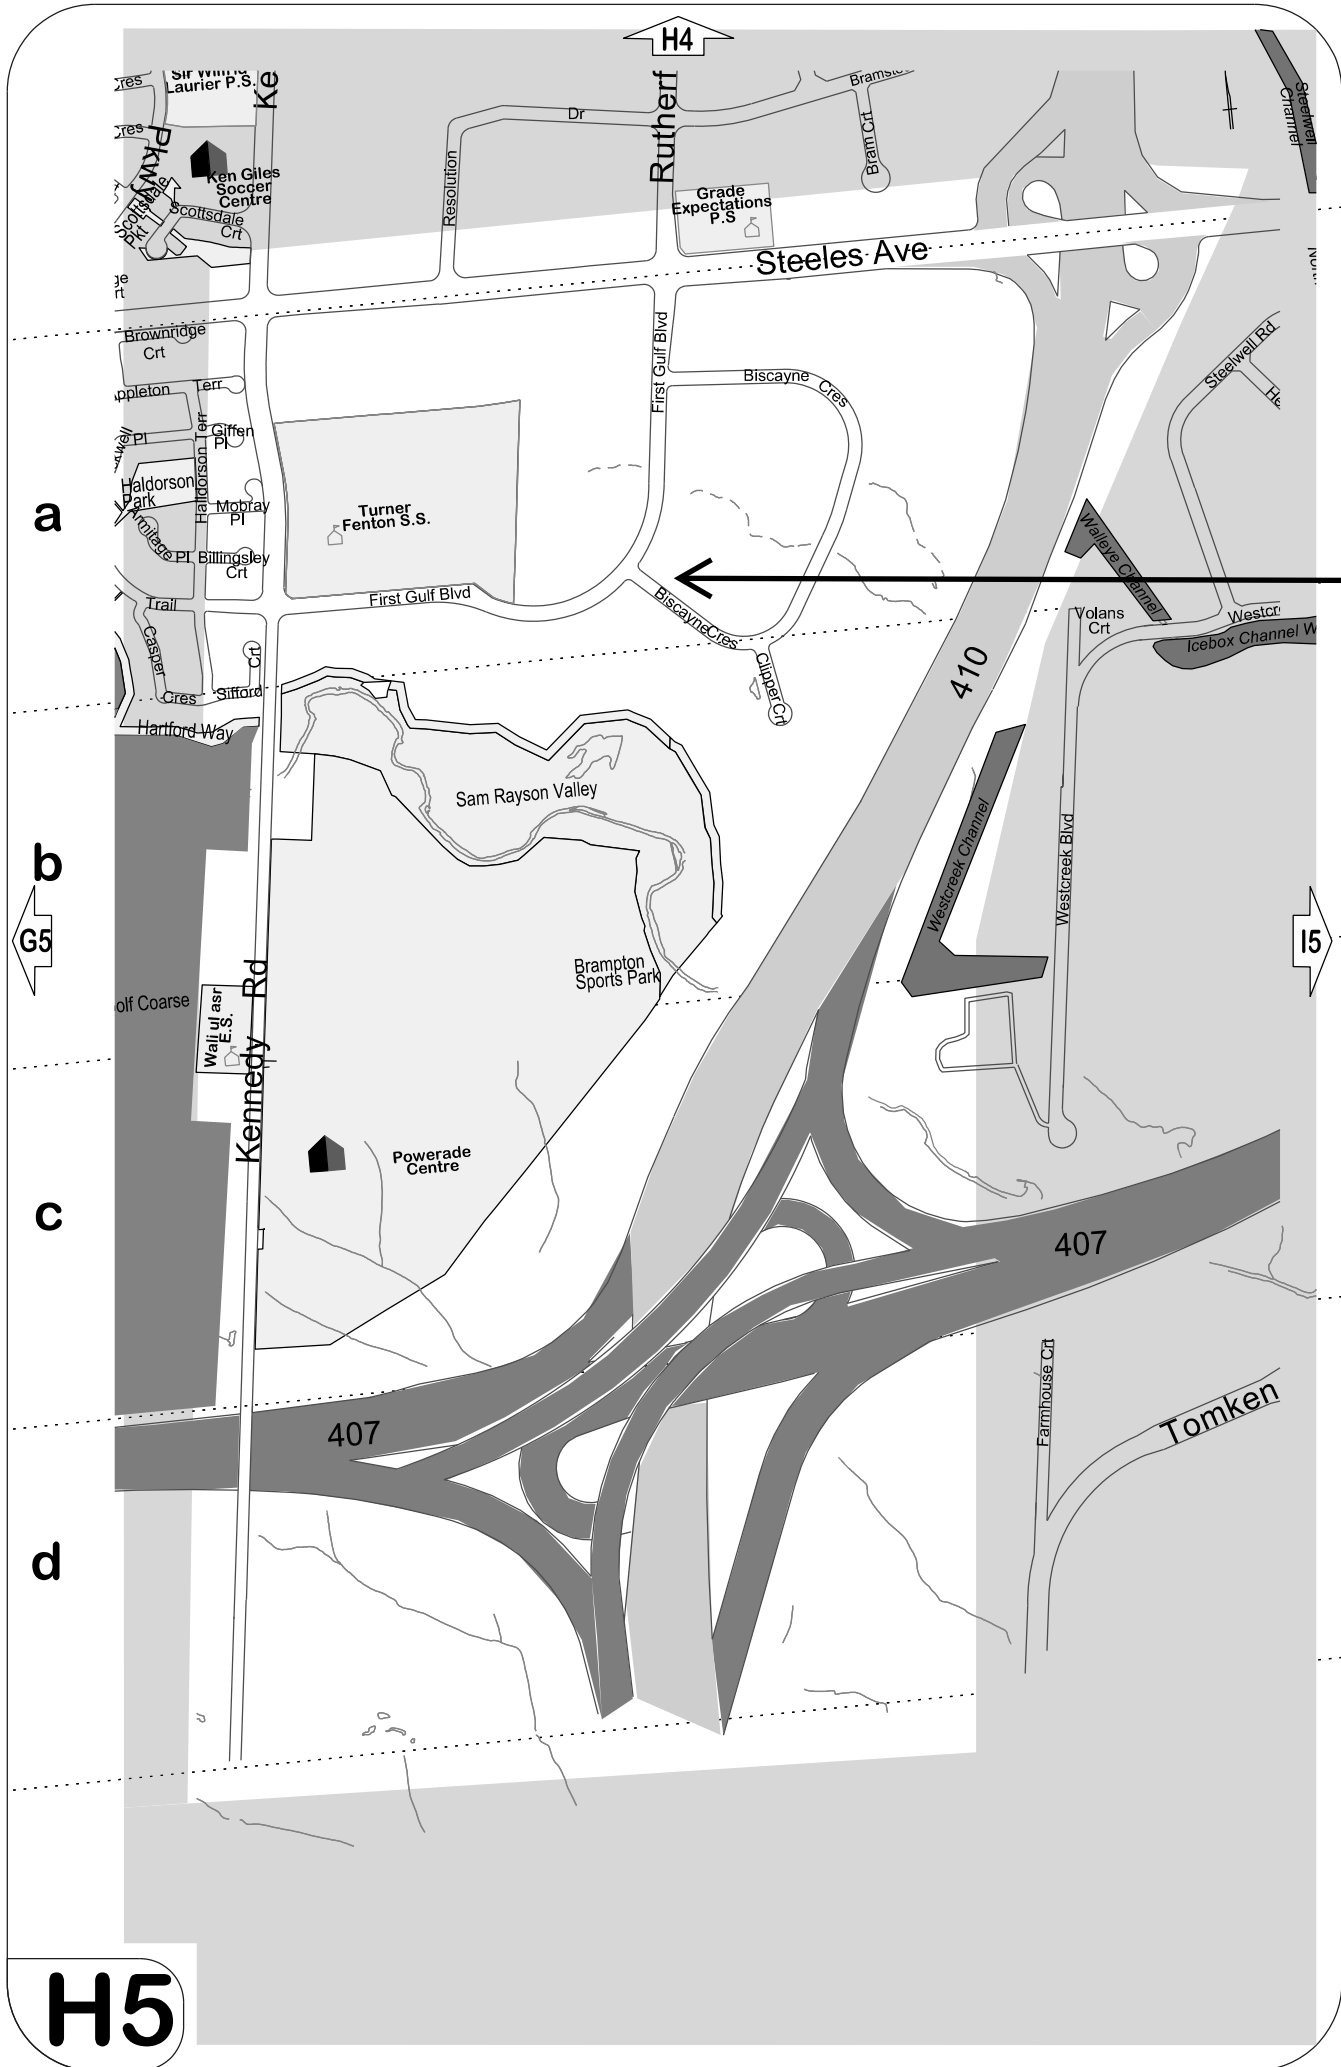 H4
Sir Wilfrid
Laurier P.S.
Ke
Rutherf
Dr
Bram Crt
Steelwell
Channel
Cres
Cres
Pkwy
Ken Giles
Soccer
Centre
Resolution
Grade
Expectations
P.S
Scottsdale
Pkt
Scottsdale
Crt
Steeles Ave
Brownridge
Crt
First Gulf Blvd
Steelwell Rd
He
Appleton
Terr
Biscayne
Cres
Pl
Haldorson Terr
Giffen
Pl
Haldorson
Park
a
Turner
Fenton S.S.
Mobray
Pl
Armitage
Pl
Billingsley
Crt
Walleye Channel
First Gulf Blvd
Trail
Biscayne
Cres
Volans
Crt
Westcr
Icebox Channel W
Casper
Cres
Sifford
Crt
Clipper
Crt
410
Hartford Way
Sam Rayson Valley
Westcreek Channel
Westcreek Blvd
b
G5
I5
Brampton
Sports Park
olf Coarse
Wali ul asr
E.S.
Kennedy Rd
Powerade
Centre
c
407
407
Farmhouse Crt
Tomken
d
H5